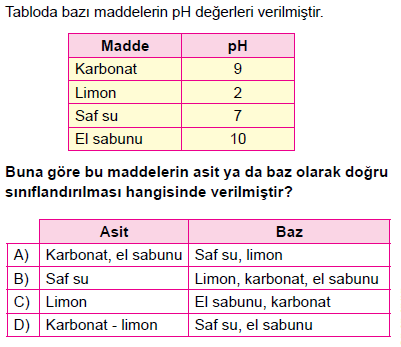 Tabloda bazı maddelerin pH değerleri verilmiştir.
Madde pH
Karbonat 9
Limon 2
Saf su 7
El sabunu 10
Buna göre bu maddelerin asit ya da baz olarak doğru
sınıflandırılması hangisinde verilmiştir?
Asit Baz
A) Karbonat, el sabunu Saf su, limon
B) Saf su Limon, karbonat, el sabunu
C) Limon El sabunu, karbonat
D) Karbonat - limon Saf su, el sabunu